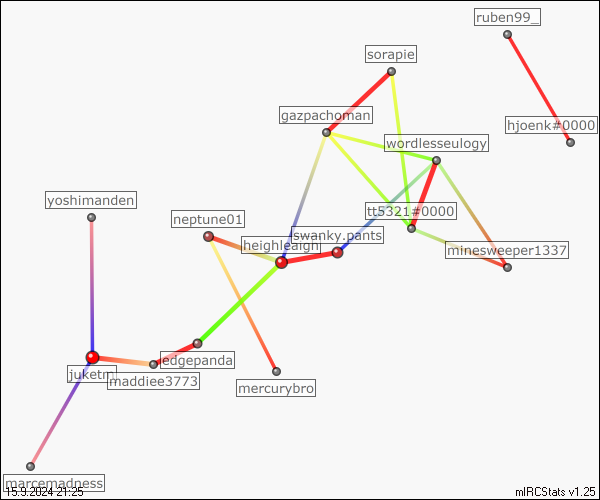 ruben99_
sorapie
gazpachoman
hjoenk#0000
wordlesseulogy
yoshimanden
neptune01
tt5321#0000
swanky.pants
heighleaigh
minesweeper1337
edgepanda
juketm
maddiee3773
mercurybro
marcemadness
15.9.2024 21:25
mIRCStats v1.25